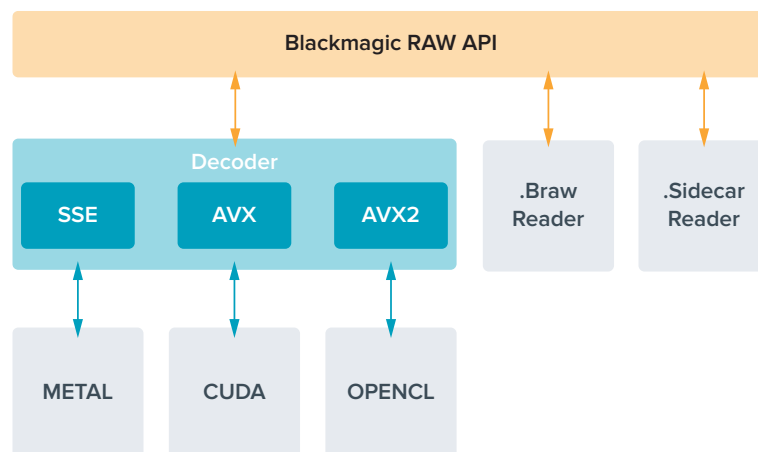 Blackmagic RAW API
Decoder
SSE
AVX
AVX2
.Braw
Reader
.Sidecar
Reader
METAL
CUDA
OPENCL